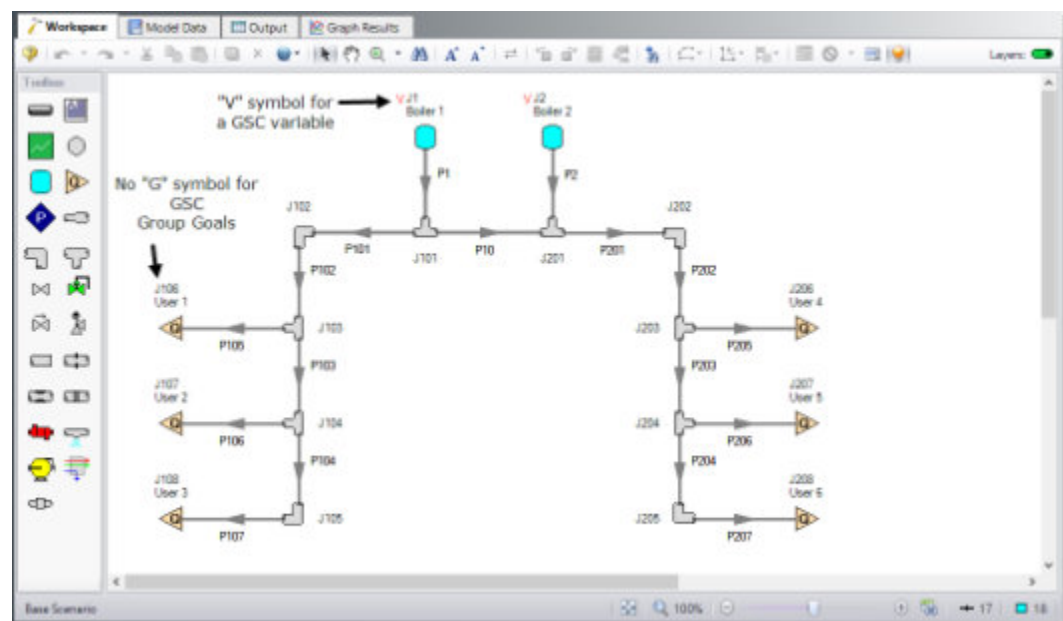 Workspace Model Data Output Graph Results
Layers:
Toolbox
"V" symbol for
a GSC variable
V J1
Boiler 1
V J2
Boiler 2
P1
P2
No "G" symbol for
GSC
Group Goals
J102
J202
P101
J101
P10
J201
P201
P102
P202
J106
User 1
J206
User 4
P105
J103
J203
P205
P103
P203
J107
User 2
J207
User 5
P106
J104
J204
P206
P104
P204
J108
User 3
J208
User 6
P107
J105
J205
P207
Base Scenario 100% 17 18